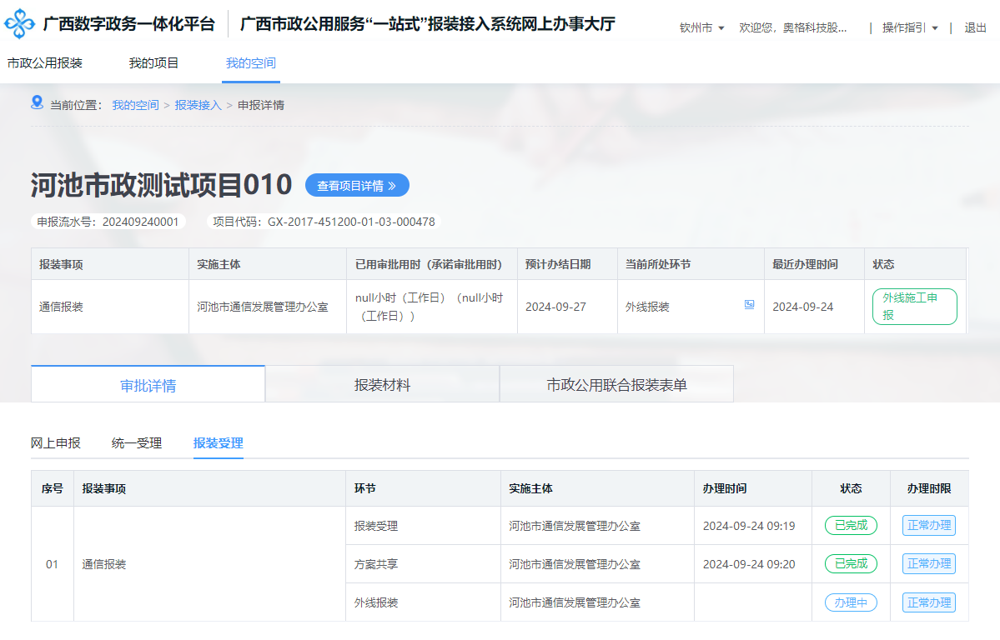 广西数字政务一体化平台 广西市政公用服务“一站式”报装接入系统网上办事大厅 钦州市 欢迎您，奥格科技股... | 操作指引 | 退出
市政公用报装 我的项目 我的空间
当前位置： 我的空间 > 报装接入 > 申报详情
河池市政测试项目010 查看项目详情 »
申报流水号：202409240001 项目代码：GX-2017-451200-01-03-000478
报装事项 实施主体 已用审批用时（承诺审批用时） 预计办结日期 当前所处环节 最近办理时间 状态
通信报装 河池市通信发展管理办公室 null小时（工作日）（null小时
（工作日）） 2024-09-27 外线报装 2024-09-24 外线施工申
报
审批详情 报装材料 市政公用联合报装表单
网上申报 统一受理 报装受理
序号 报装事项 环节 实施主体 办理时间 状态 办理时限
01 通信报装 报装受理 河池市通信发展管理办公室 2024-09-24 09:19 已完成 正常办理
方案共享 河池市通信发展管理办公室 2024-09-24 09:20 已完成 正常办理
外线报装 河池市通信发展管理办公室 办理中 正常办理